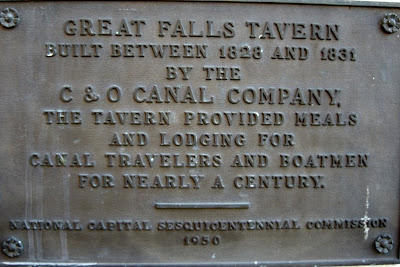 GREAT FALLS TAVERN
BUILT BETWEEN 1828 AND 1831
BY THE
C & O CANAL COMPANY.
THE TAVERN PROVIDED MEALS
AND LODGING FOR
CANAL TRAVELERS AND BOATMEN
FOR NEARLY A CENTURY.
NATIONAL CAPITAL SESQUICENTENNIAL COMMISSION
1950